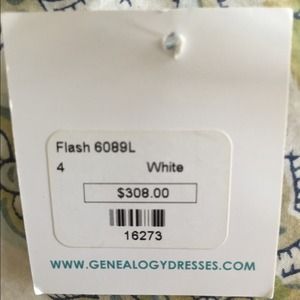 Flash 6089L
4 White
$308.00
16273
WWW.GENEALOGYDRESSES.COM